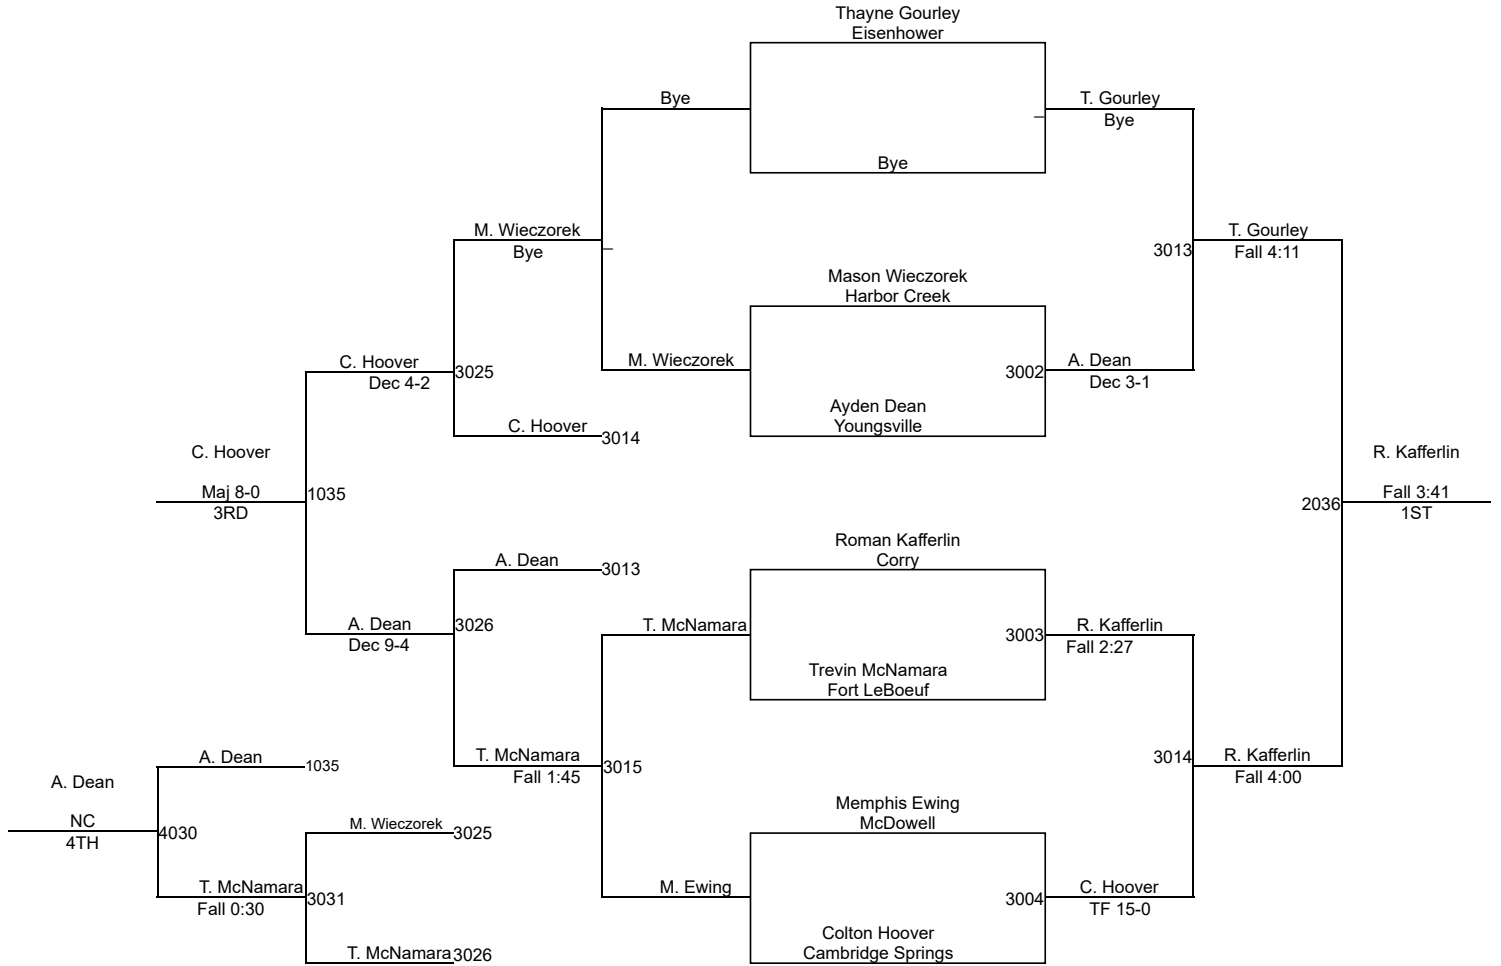 Thayne Gourley
Eisenhower
Bye
T. Gourley
Bye
Bye
M. Wieczorek
Bye
3013
T. Gourley
Fall 4:11
Mason Wieczorek
Harbor Creek
C. Hoover
Dec 4-2
3025
M. Wieczorek
3002
A. Dean
Dec 3-1
Ayden Dean
Youngsville
C. Hoover
3014
C. Hoover
Maj 8-0
3RD
1035
R. Kafferlin
2036
Fall 3:41
1ST
Roman Kafferlin
Corry
A. Dean
3013
A. Dean
Dec 9-4
3026
T. McNamara
3003
R. Kafferlin
Fall 2:27
Trevin McNamara
Fort LeBoeuf
A. Dean
1035
T. McNamara
Fall 1:45
3015
3014
R. Kafferlin
Fall 4:00
A. Dean
NC
4TH
4030
M. Wieczorek
3025
Memphis Ewing
McDowell
T. McNamara
Fall 0:30
3031
M. Ewing
3004
C. Hoover
TF 15-0
Colton Hoover
Cambridge Springs
T. McNamara
3026